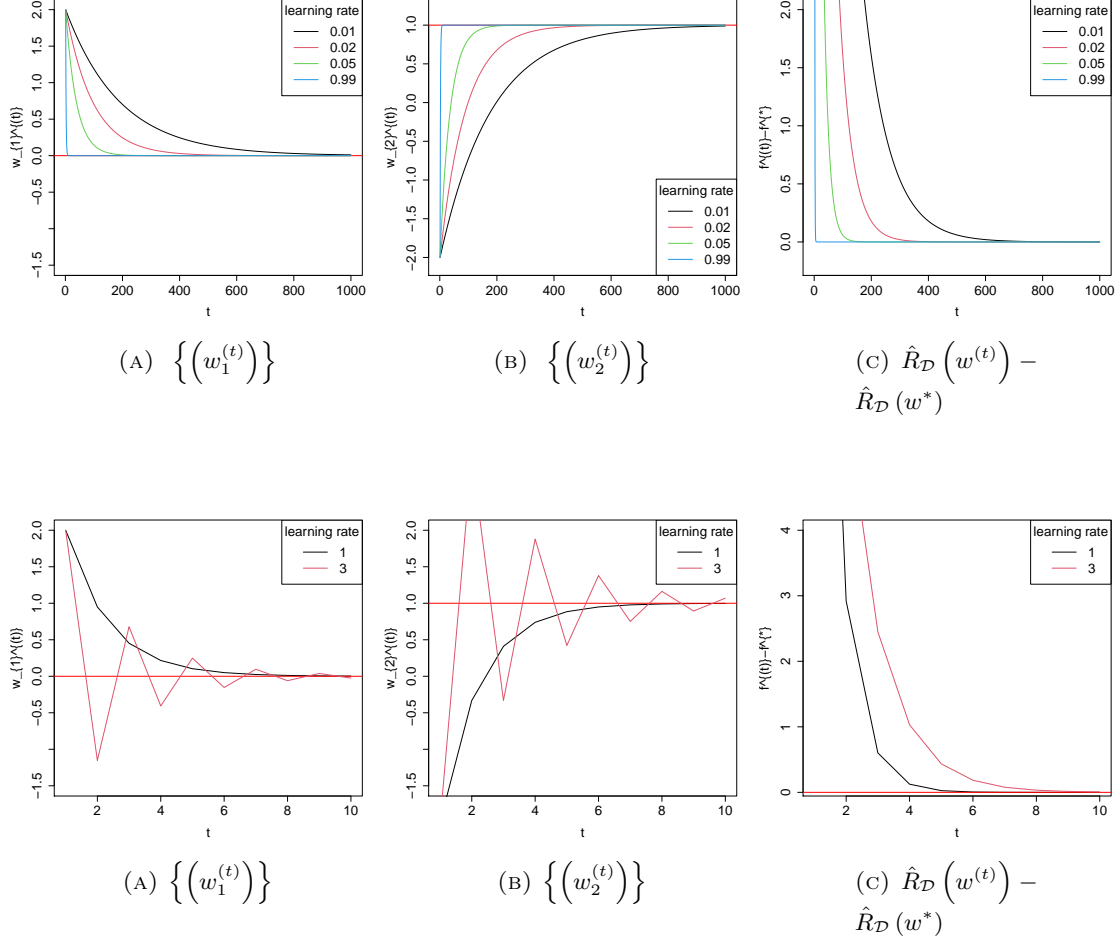 2.0
1.5
1.0
0.5
0.0
−0.5
−1.5
w_{1}^{(t)}
0 200 400 600 800 1000
t
learning rate
0.01
0.02
0.05
0.99
1.0
0.5
0.0
−0.5
−1.0
−1.5
−2.0
w_{2}^{(t)}
0 200 400 600 800 1000
t
learning rate
0.01
0.02
0.05
0.99
2.0
1.5
1.0
0.5
0.0
f^{(t)}−f^{*}
0 200 400 600 800 1000
t
learning rate
0.01
0.02
0.05
0.99
(A) $\left\{\left(w_1^{(t)}\right)\right\}$
(B) $\left\{\left(w_2^{(t)}\right)\right\}$
(C) $\hat{R}_{\mathcal{D}}\left(w^{(t)}\right) -$
$\hat{R}_{\mathcal{D}}\left(w^{*}\right)$
2.0
1.5
1.0
0.5
0.0
−0.5
−1.5
w_{1}^{(t)}
2 4 6 8 10
t
learning rate
1
3
2.0
1.5
1.0
0.5
0.0
−0.5
−1.5
w_{2}^{(t)}
2 4 6 8 10
t
learning rate
1
3
4
3
2
1
0
f^{(t)}−f^{*}
2 4 6 8 10
t
learning rate
1
3
(A) $\left\{\left(w_1^{(t)}\right)\right\}$
(B) $\left\{\left(w_2^{(t)}\right)\right\}$
(C) $\hat{R}_{\mathcal{D}}\left(w^{(t)}\right) -$
$\hat{R}_{\mathcal{D}}\left(w^{*}\right)$